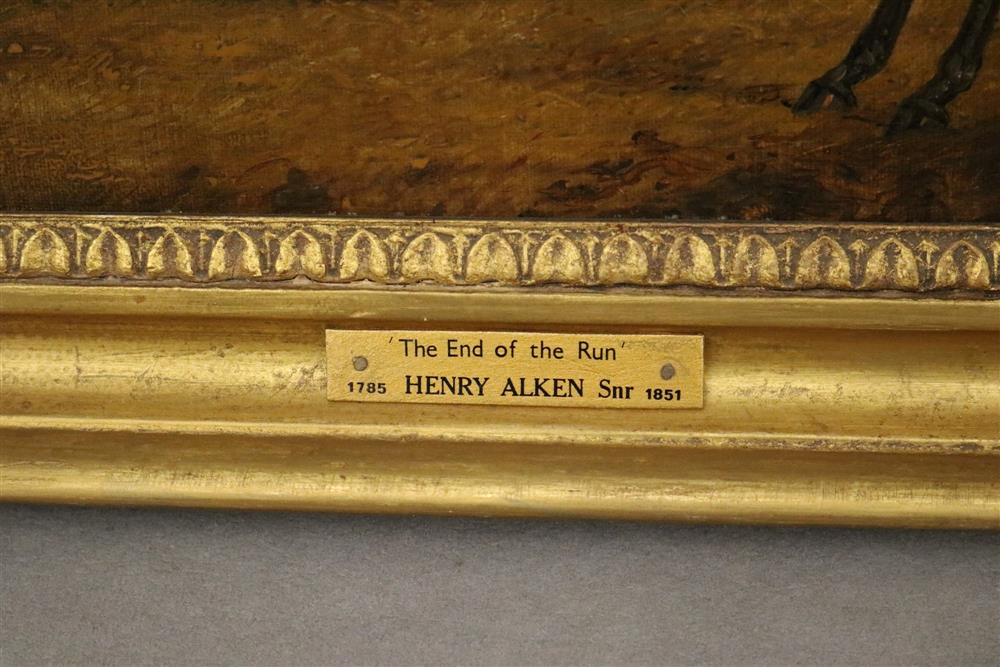 'The End of the Run'
1785 HENRY ALKEN Snr 1851